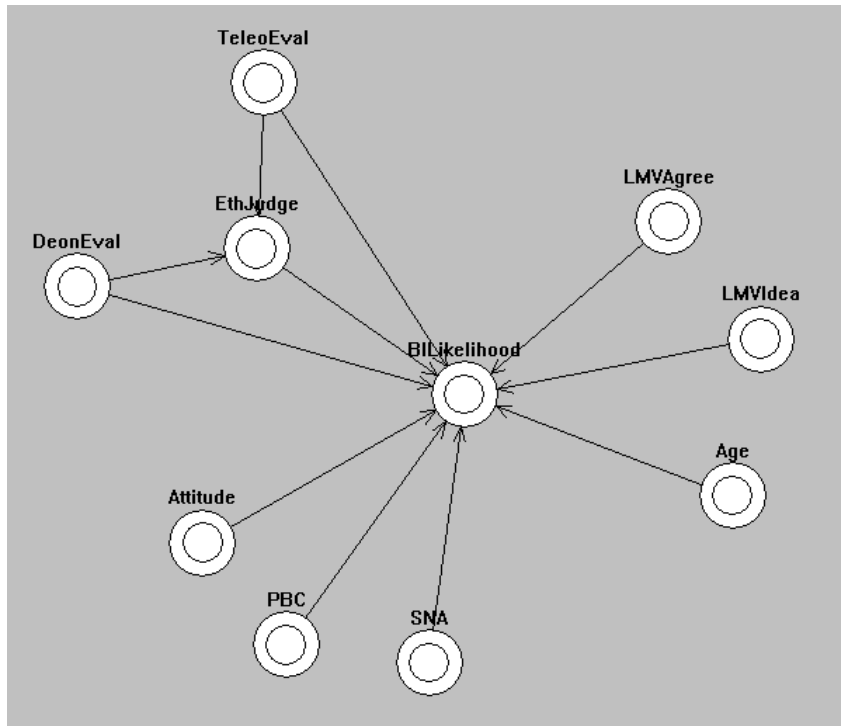 TeleoEval
LMVAgree
EthJudge
DeonEval
LMVIdea
BILikelihood
Age
Attitude
PBC
SNA